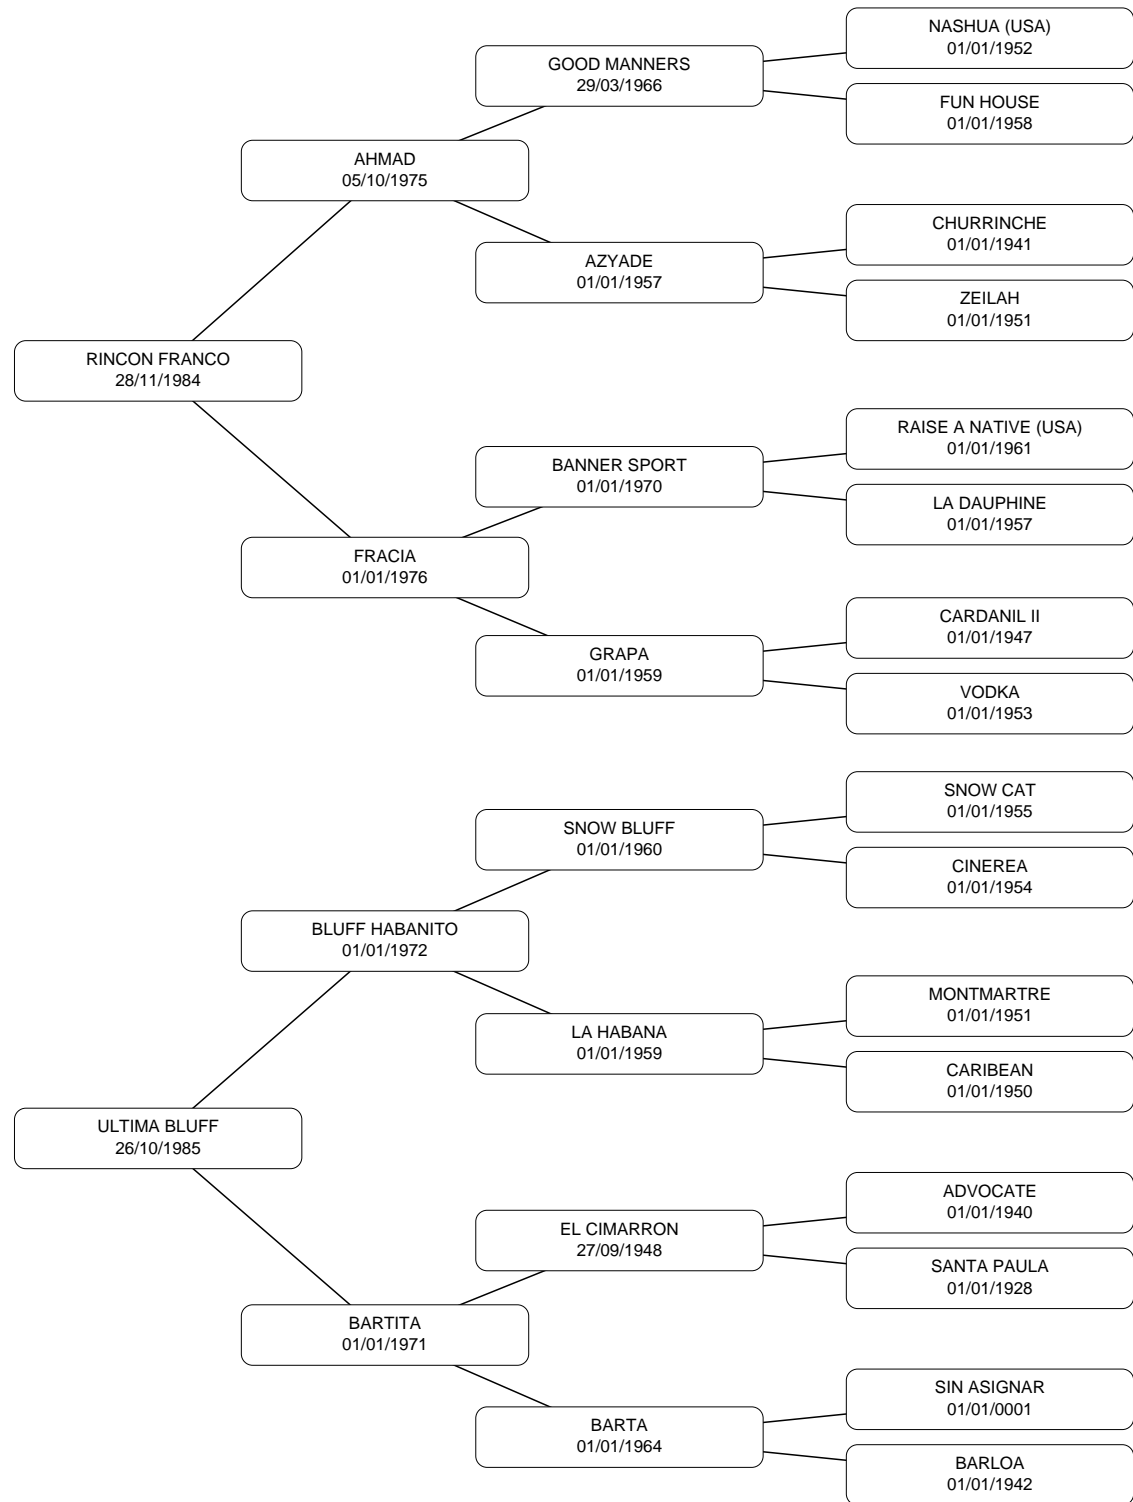 NASHUA (USA)
01/01/1952
GOOD MANNERS
29/03/1966
FUN HOUSE
01/01/1958
AHMAD
05/10/1975
CHURRINCHE
01/01/1941
AZYADE
01/01/1957
ZEILAH
01/01/1951
RINCON FRANCO
28/11/1984
RAISE A NATIVE (USA)
01/01/1961
BANNER SPORT
01/01/1970
LA DAUPHINE
01/01/1957
FRACIA
01/01/1976
CARDANIL II
01/01/1947
GRAPA
01/01/1959
VODKA
01/01/1953
SNOW CAT
01/01/1955
SNOW BLUFF
01/01/1960
CINEREA
01/01/1954
BLUFF HABANITO
01/01/1972
MONTMARTRE
01/01/1951
LA HABANA
01/01/1959
CARIBEAN
01/01/1950
ULTIMA BLUFF
26/10/1985
ADVOCATE
01/01/1940
EL CIMARRON
27/09/1948
SANTA PAULA
01/01/1928
BARTITA
01/01/1971
SIN ASIGNAR
01/01/0001
BARTA
01/01/1964
BARLOA
01/01/1942